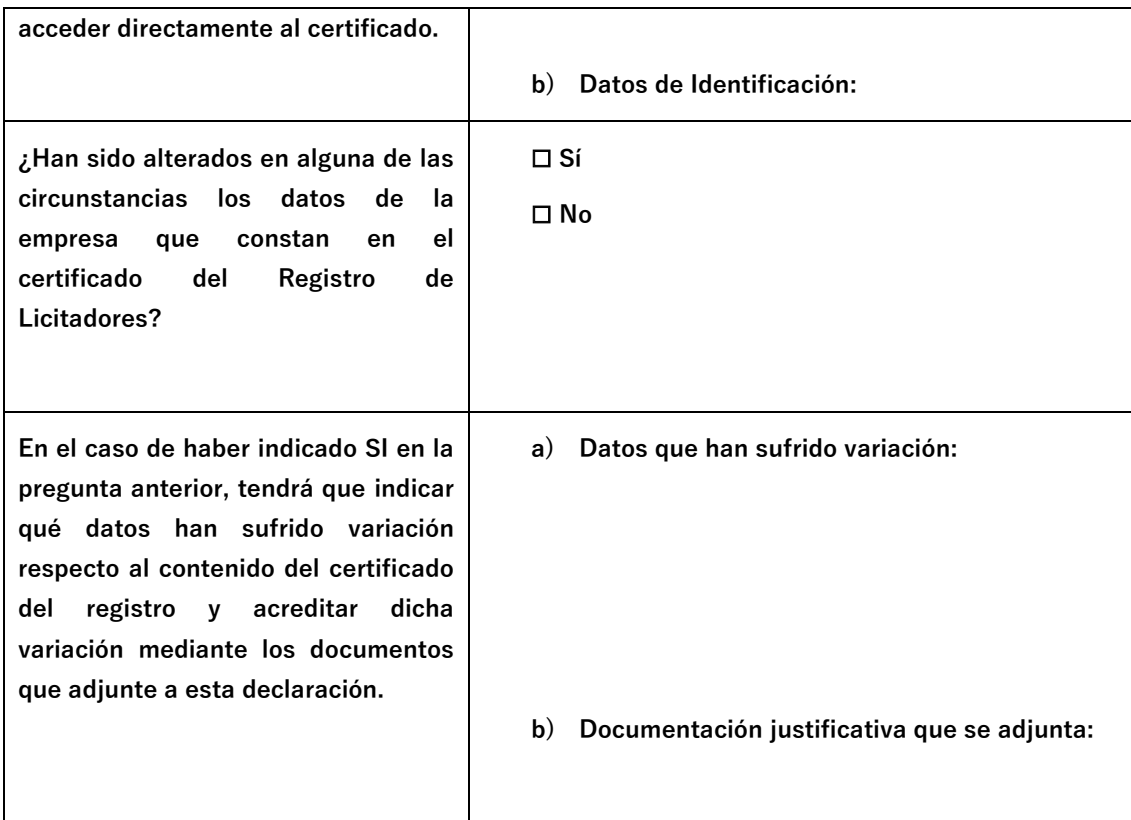 acceder directamente al certificado.
b) Datos de Identificación:
¿Han sido alterados en alguna de las
circunstancias los datos de la
empresa que constan en el
certificado del Registro de
Licitadores?
☐ Sí
☐ No
En el caso de haber indicado SI en la
pregunta anterior, tendrá que indicar
qué datos han sufrido variación
respecto al contenido del certificado
del registro y acreditar dicha
variación mediante los documentos
que adjunte a esta declaración.
a) Datos que han sufrido variación:
b) Documentación justificativa que se adjunta: